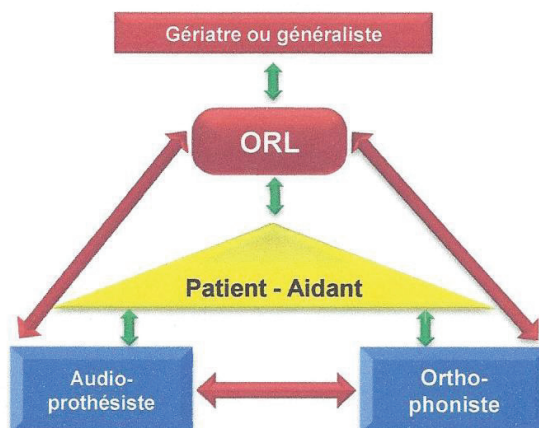 Gériatre ou généraliste
ORL
Patient - Aidant
Audio-
prothésiste
Ortho-
phoniste